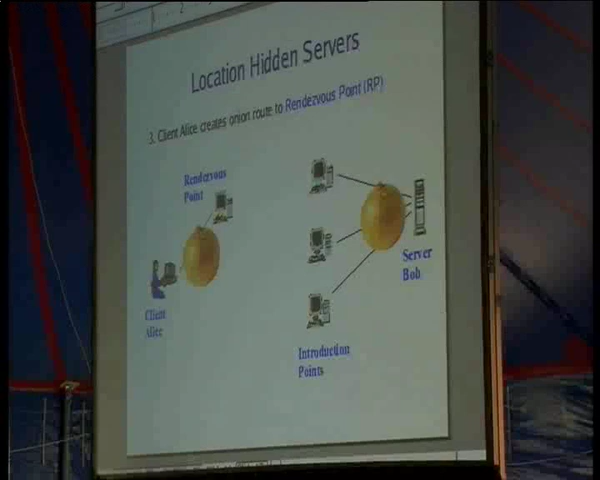 Location Hidden Servers
3. Client Alice creates onion route to Rendezvous Point (RP)
Rendezvous
Point
Client
Alice
Server
Bob
Introduction
Points